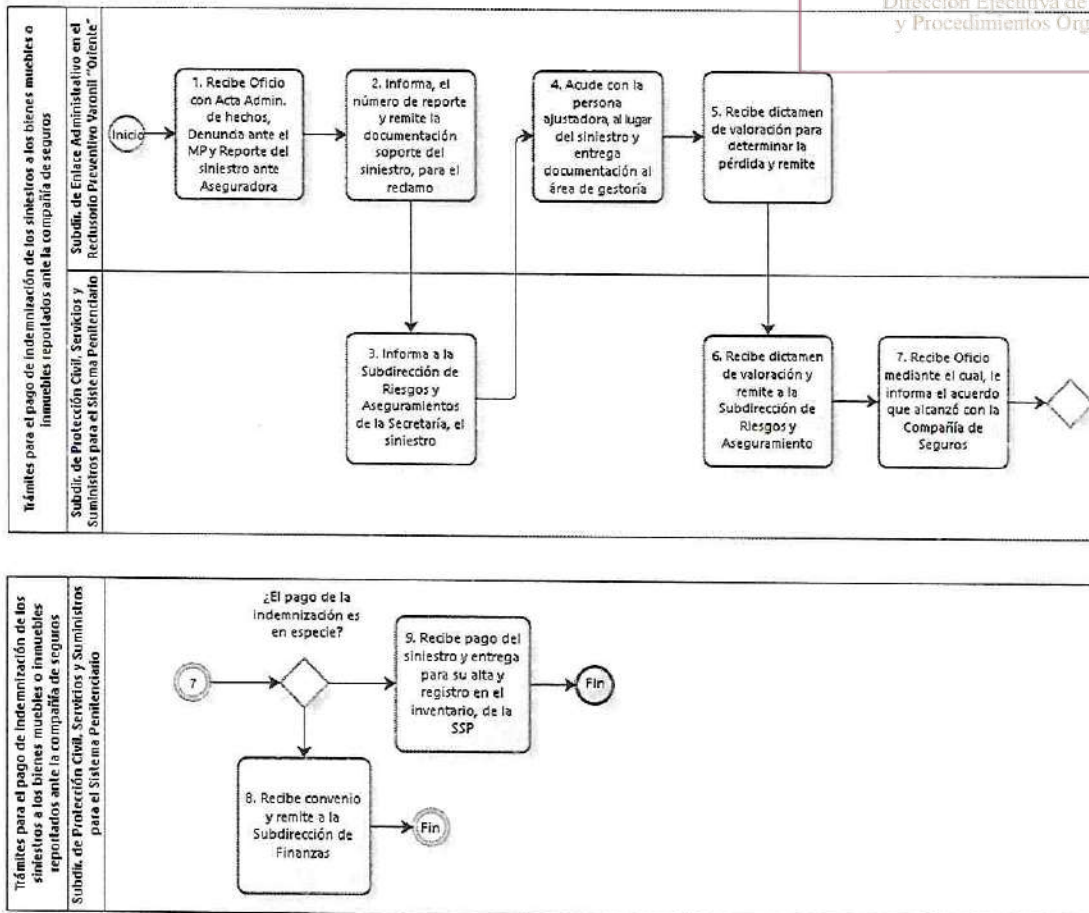 Dirección Ejecutiva de
y Procedimientos Org
Trámites para el pago de indemnización de los siniestros a los bienes muebles o
inmuebles reportados ante la compañía de seguros
Subdir. de Enlace Administrativo en el
Reclusorio Preventivo Varonil "Oriente"
Inicio
1. Recibe Oficio
con Acta Admin.
de hechos,
Denuncia ante el
MP y Reporte del
siniestro ante
Aseguradora
2. Informa, el
número de reporte
y remite la
documentación
soporte del
siniestro, para el
reclamo
4. Acude con la
persona
ajustadora, al lugar
del siniestro y
entrega
documentación al
área de gestoría
5. Recibe dictamen
de valoración para
determinar la
pérdida y remite
Subdir. de Protección Civil, Servicios y
Suministros para el Sistema Penitenciario
3. Informa a la
Subdirección de
Riesgos y
Aseguramientos
de la Secretaría, el
siniestro
6. Recibe dictamen
de valoración y
remite a la
Subdirección de
Riesgos y
Aseguramiento
7. Recibe Oficio
mediante el cual, le
informa el acuerdo
que alcanzó con la
Compañía de
Seguros
Trámites para el pago de indemnización de los
siniestros a los bienes muebles o inmuebles
reportados ante la compañía de seguros
Subdir. de Protección Civil, Servicios y Suministros
para el Sistema Penitenciario
7
¿El pago de la
indemnización es
en especie?
9. Recibe pago del
siniestro y entrega
para su alta y
registro en el
inventario, de la
SSP
Fin
8. Recibe convenio
y remite a la
Subdirección de
Finanzas
Fin